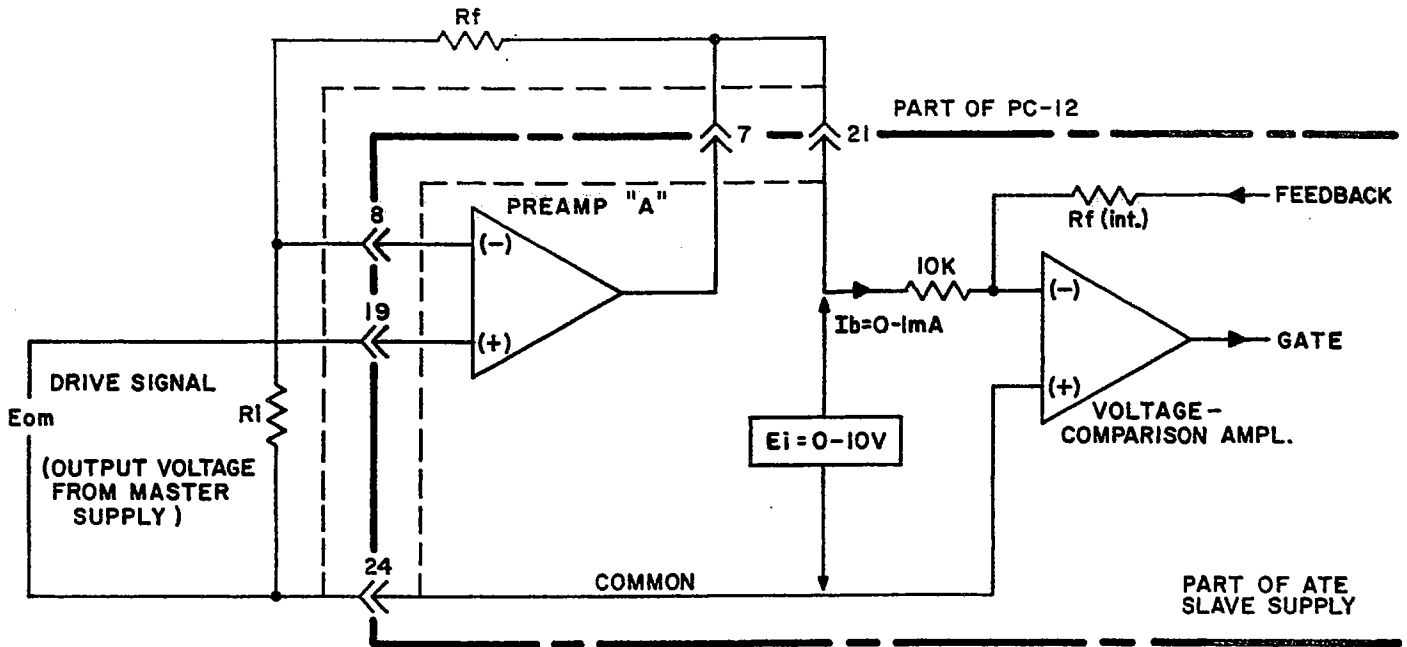 Rf
PART OF PC-12
7
21
PREAMP "A"
8
(-)
19
(+)
DRIVE SIGNAL
Eom
Ri
(OUTPUT VOLTAGE
FROM MASTER
SUPPLY)
24
COMMON
FEEDBACK
Rf (int.)
10K
(-)
Ib=0-1mA
GATE
(+)
VOLTAGE-
COMPARISON AMPL.
Ei=0-10V
PART OF ATE
SLAVE SUPPLY